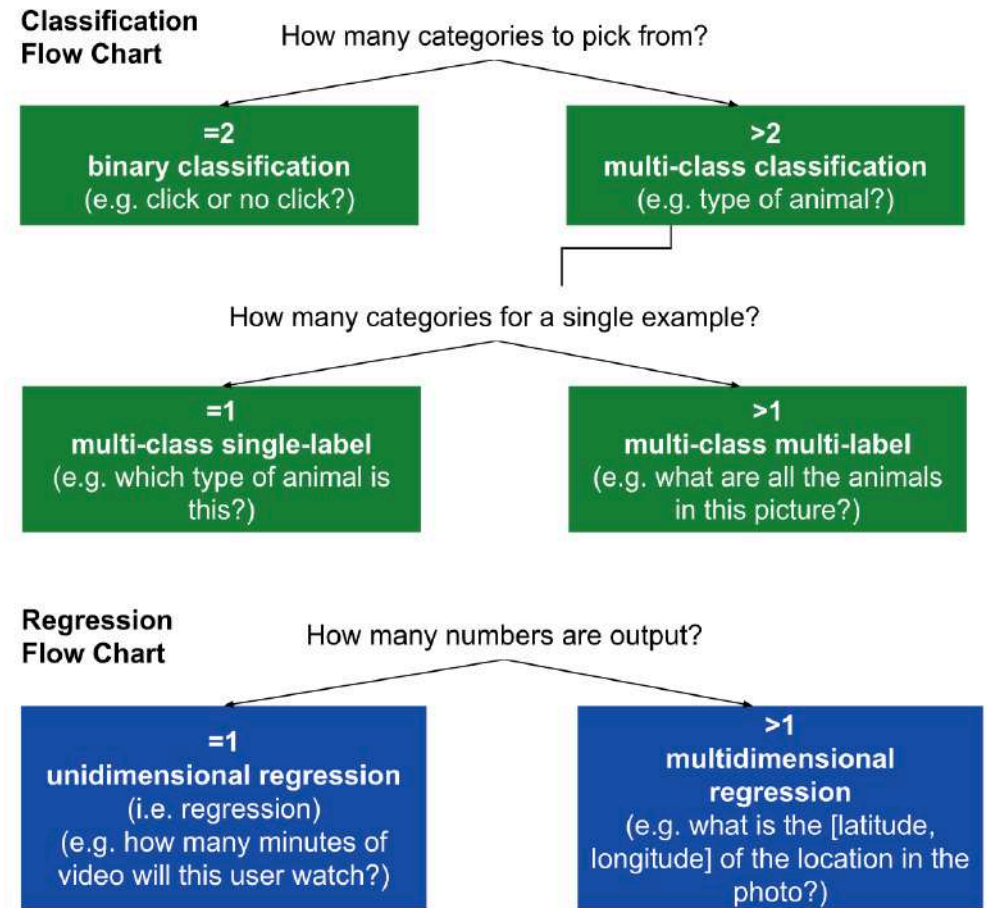 Classification
Flow Chart
How many categories to pick from?
=2
binary classification
(e.g. click or no click?)
>2
multi-class classification
(e.g. type of animal?)
How many categories for a single example?
=1
multi-class single-label
(e.g. which type of animal is
this?)
>1
multi-class multi-label
(e.g. what are all the animals
in this picture?)
Regression
Flow Chart
How many numbers are output?
=1
unidimensional regression
(i.e. regression)
(e.g. how many minutes of
video will this user watch?)
>1
multidimensional
regression
(e.g. what is the [latitude,
longitude] of the location in the
photo?)